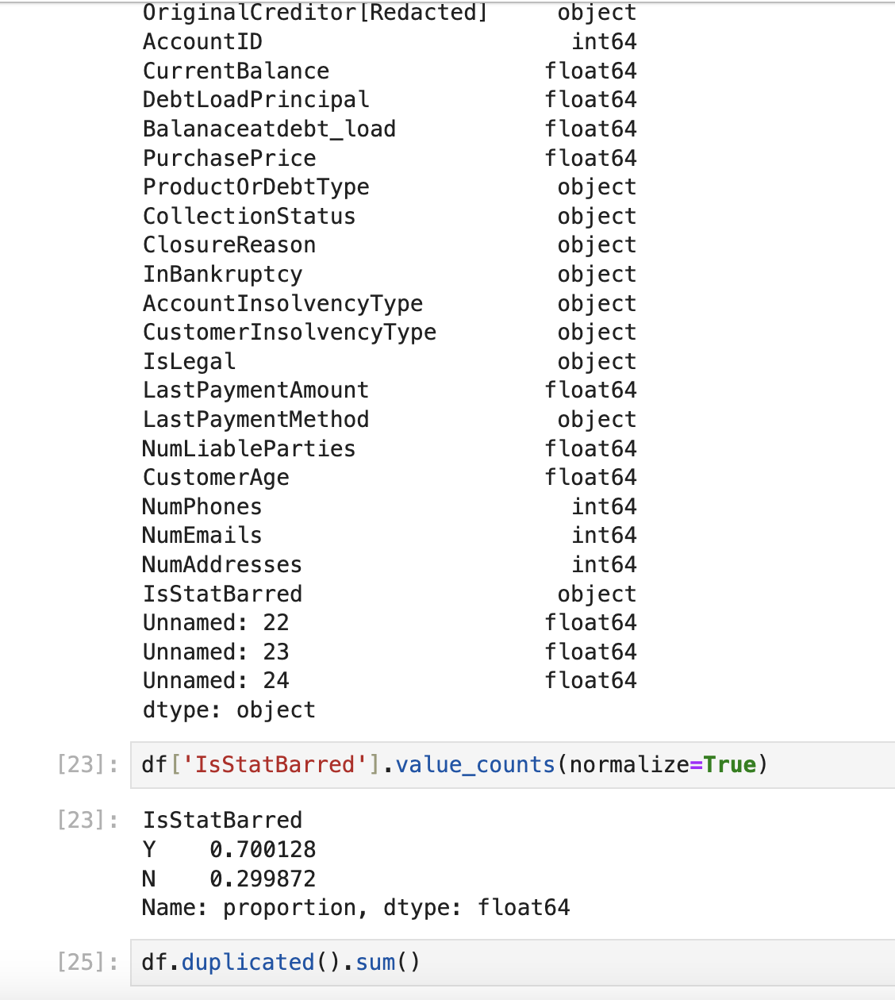 OriginalCreditor[Redacted]     object
AccountID                       int64
CurrentBalance                float64
DebtLoadPrincipal             float64
Balanaceatdebt_load           float64
PurchasePrice                 float64
ProductOrDebtType              object
CollectionStatus               object
ClosureReason                  object
InBankruptcy                   object
AccountInsolvencyType          object
CustomerInsolvencyType         object
IsLegal                        object
LastPaymentAmount             float64
LastPaymentMethod              object
NumLiableParties              float64
CustomerAge                   float64
NumPhones                       int64
NumEmails                       int64
NumAddresses                    int64
IsStatBarred                   object
Unnamed: 22                   float64
Unnamed: 23                   float64
Unnamed: 24                   float64
dtype: object
[23]: df['IsStatBarred'].value_counts(normalize=True)
[23]: IsStatBarred
Y    0.700128
N    0.299872
Name: proportion, dtype: float64
[25]: df.duplicated().sum()